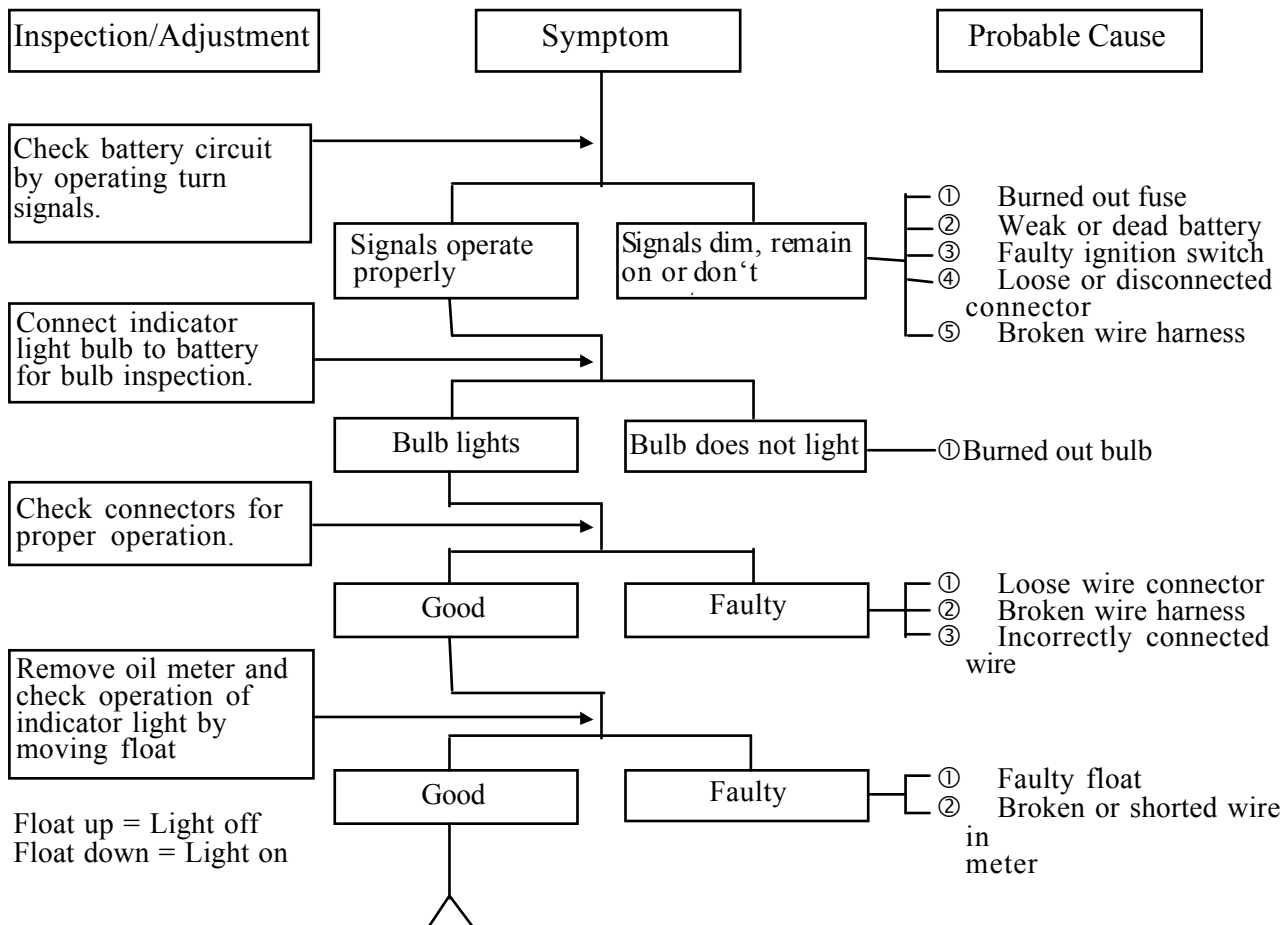 Inspection/Adjustment
Symptom
Probable Cause
Check battery circuit
by operating turn
signals.
Signals operate
properly
Signals dim, remain
on or don‘t
① Burned out fuse
② Weak or dead battery
③ Faulty ignition switch
④ Loose or disconnected
connector
⑤ Broken wire harness
Connect indicator
light bulb to battery
for bulb inspection.
Bulb lights
Bulb does not light
①Burned out bulb
Check connectors for
proper operation.
Good
Faulty
① Loose wire connector
② Broken wire harness
③ Incorrectly connected
wire
Remove oil meter and
check operation of
indicator light by
moving float
Good
Faulty
① Faulty float
② Broken or shorted wire
in
meter
Float up = Light off
Float down = Light on